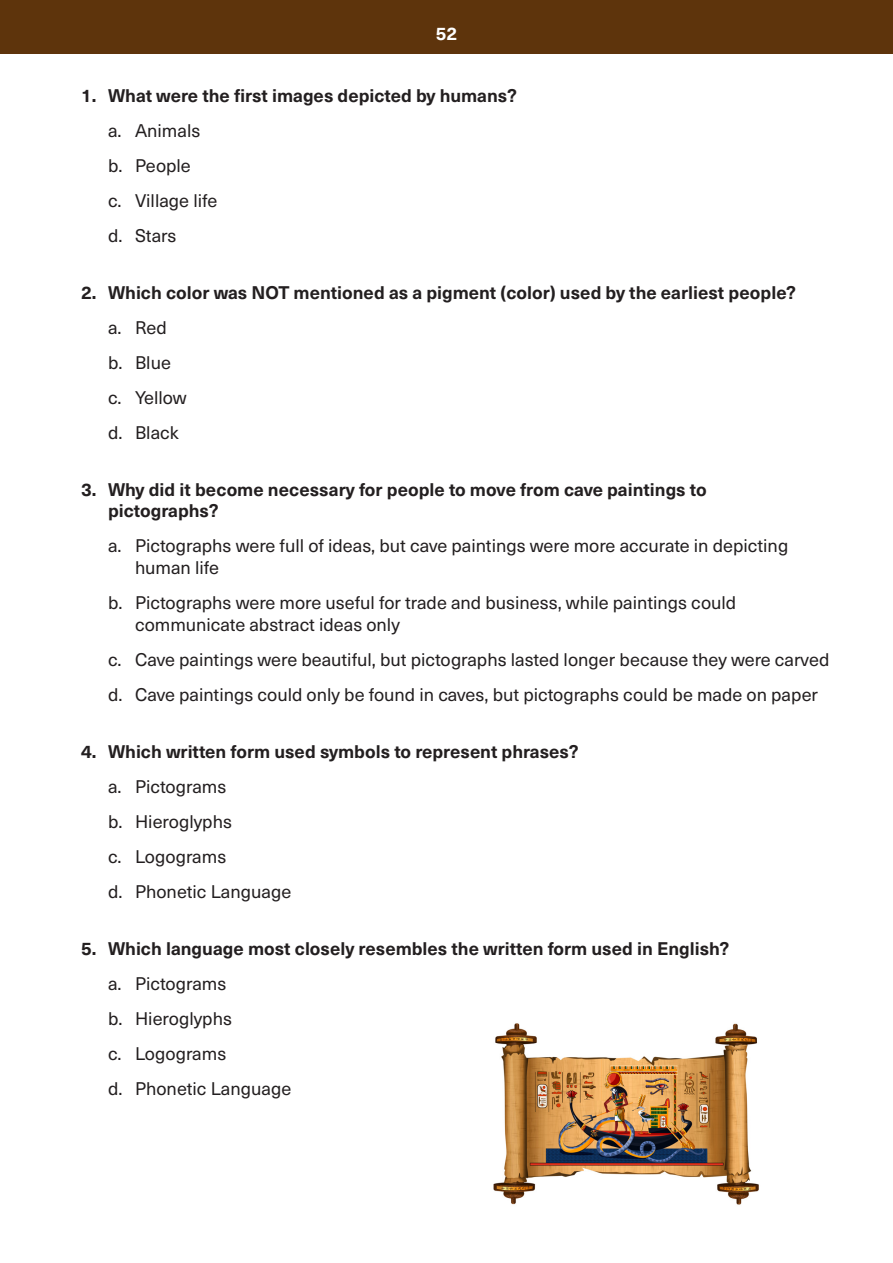 52
1. What were the first images depicted by humans?
a. Animals
b. People
c. Village life
d. Stars
2. Which color was NOT mentioned as a pigment (color) used by the earliest people?
a. Red
b. Blue
c. Yellow
d. Black
3. Why did it become necessary for people to move from cave paintings to
pictographs?
a. Pictographs were full of ideas, but cave paintings were more accurate in depicting
human life
b. Pictographs were more useful for trade and business, while paintings could
communicate abstract ideas only
c. Cave paintings were beautiful, but pictographs lasted longer because they were carved
d. Cave paintings could only be found in caves, but pictographs could be made on paper
4. Which written form used symbols to represent phrases?
a. Pictograms
b. Hieroglyphs
c. Logograms
d. Phonetic Language
5. Which language most closely resembles the written form used in English?
a. Pictograms
b. Hieroglyphs
c. Logograms
d. Phonetic Language